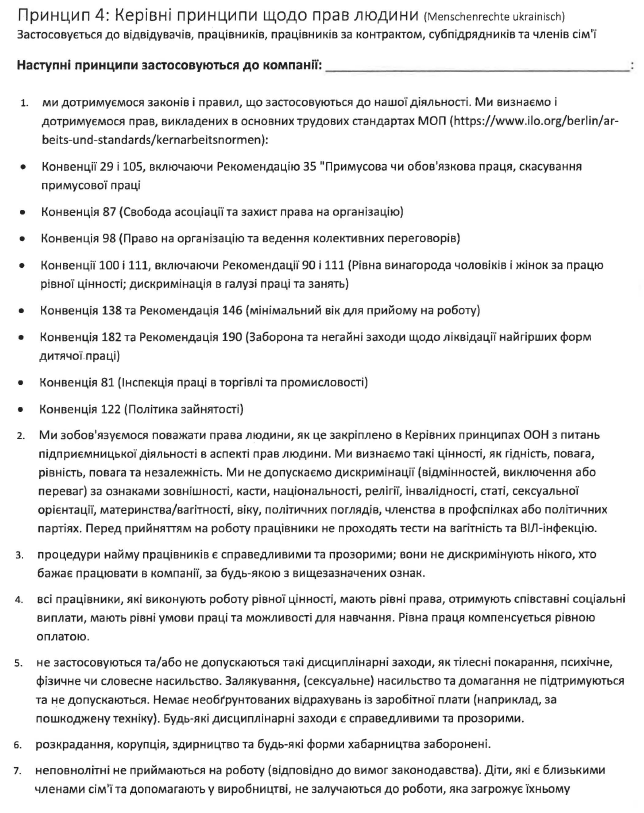 Принцип 4: Керівні принципи щодо прав людини (Menschenrechte ukrainisch)
Застосовується до відвідувачів, працівників, працівників за контрактом, субпідрядників та членів сім'ї
Наступні принципи застосовуються до компанії: ____________________________________________:
1. ми дотримуємося законів і правил, що застосовуються до нашої діяльності. Ми визнаємо і
дотримуємося прав, викладених в основних трудових стандартах МОП (https://www.ilo.org/berlin/ar-
beits-und-standards/kernarbeitsnormen):
• Конвенції 29 і 105, включаючи Рекомендацію 35 "Примусова чи обов'язкова праця, скасування
примусової праці
• Конвенція 87 (Свобода асоціації та захист права на організацію)
• Конвенція 98 (Право на організацію та ведення колективних переговорів)
• Конвенції 100 і 111, включаючи Рекомендації 90 і 111 (Рівна винагорода чоловіків і жінок за працю
рівної цінності; дискримінація в галузі праці та занять)
• Конвенція 138 та Рекомендація 146 (мінімальний вік для прийому на роботу)
• Конвенція 182 та Рекомендація 190 (Заборона та негайні заходи щодо ліквідації найгірших форм
дитячої праці)
• Конвенція 81 (Інспекція праці в торгівлі та промисловості)
• Конвенція 122 (Політика зайнятості)
2. Ми зобов'язуємося поважати права людини, як це закріплено в Керівних принципах ООН з питань
підприємницької діяльності в аспекті прав людини. Ми визнаємо такі цінності, як гідність, повага,
рівність, повага та незалежність. Ми не допускаємо дискримінації (відмінностей, виключення або
переваг) за ознаками зовнішності, касти, національності, релігії, інвалідності, статі, сексуальної
орієнтації, материнства/вагітності, віку, політичних поглядів, членства в профспілках або політичних
партіях. Перед прийняттям на роботу працівники не проходять тести на вагітність та ВІЛ-інфекцію.
3. процедури найму працівників є справедливими та прозорими; вони не дискримінують нікого, хто
бажає працювати в компанії, за будь-якою з вищезазначених ознак.
4. всі працівники, які виконують роботу рівної цінності, мають рівні права, отримують співставні соціальні
виплати, мають рівні умови праці та можливості для навчання. Рівна праця компенсується рівною
оплатою.
5. не застосовуються та/або не допускаються такі дисциплінарні заходи, як тілесні покарання, психічне,
фізичне чи словесне насильство. Залякування, (сексуальне) насильство та домагання не підтримуються
та не допускаються. Немає необґрунтованих відрахувань із заробітної плати (наприклад, за
пошкоджену техніку). Будь-які дисциплінарні заходи є справедливими та прозорими.
6. розкрадання, корупція, здирництво та будь-які форми хабарництва заборонені.
7. неповнолітні не приймаються на роботу (відповідно до вимог законодавства). Діти, які є близькими
членами сім'ї та допомагають у виробництві, не залучаються до роботи, яка загрожує їхньому